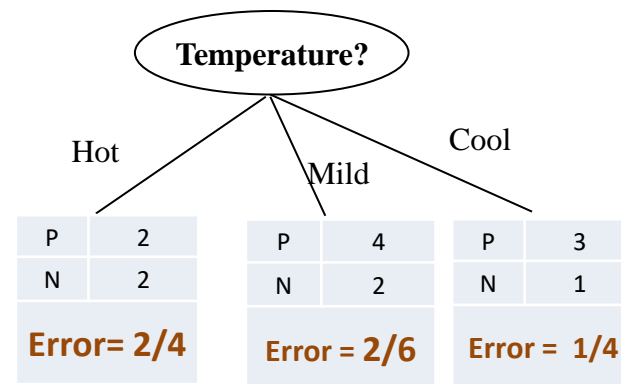 Temperature?
Hot
Mild
Cool
P 2
N 2
Error= 2/4
P 4
N 2
Error = 2/6
P 3
N 1
Error = 1/4